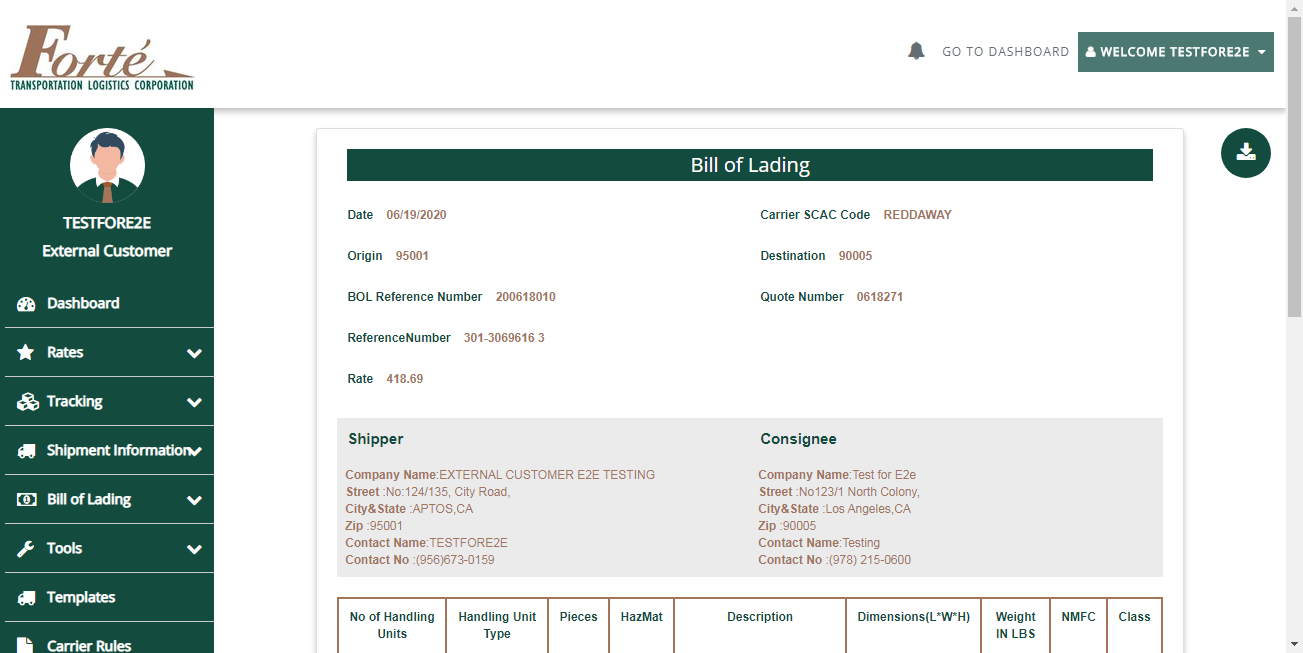 Forté
TRANSPORTATION LOGISTICS CORPORATION
GO TO DASHBOARD
WELCOME TESTFORE2E
TESTFORE2E
External Customer
Dashboard
Rates
Tracking
Shipment Information
Bill of Lading
Tools
Templates
Carrier Rules
Bill of Lading
Date 06/19/2020
Carrier SCAC Code REDDAWAY
Origin 95001
Destination 90005
BOL Reference Number 200618010
Quote Number 0618271
ReferenceNumber 301-3069616 3
Rate 418.69
Shipper
Company Name:EXTERNAL CUSTOMER E2E TESTING
Street :No:124/135, City Road,
City&State :APTOS,CA
Zip :95001
Contact Name:TESTFORE2E
Contact No :(956)673-0159
Consignee
Company Name:Test for E2e
Street :No123/1 North Colony,
City&State :Los Angeles,CA
Zip :90005
Contact Name:Testing
Contact No :(978) 215-0600
No of Handling
Units
Handling Unit
Type
Pieces
HazMat
Description
Dimensions(L*W*H)
Weight
IN LBS
NMFC
Class